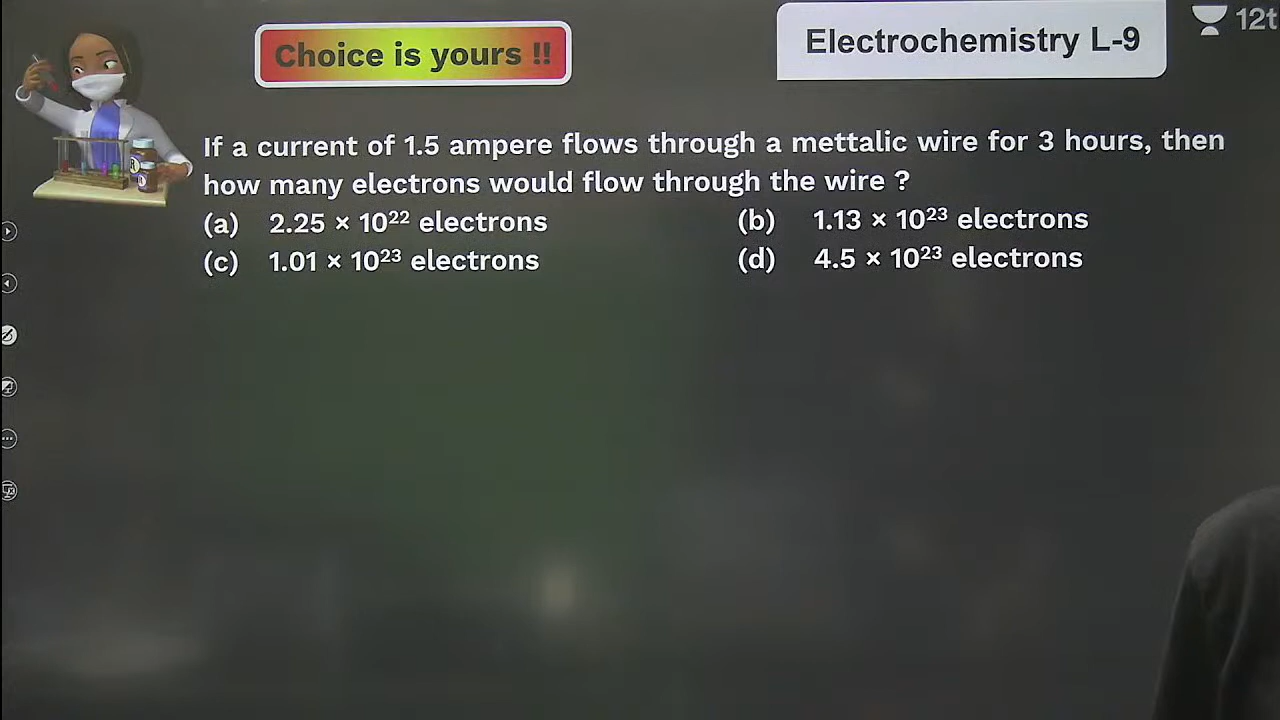 Choice is yours !!
Electrochemistry L-9
12t
If a current of 1.5 ampere flows through a mettalic wire for 3 hours, then
how many electrons would flow through the wire ?
(a) 2.25 × 10²² electrons (b) 1.13 × 10²³ electrons
(c) 1.01 × 10²³ electrons (d) 4.5 × 10²³ electrons